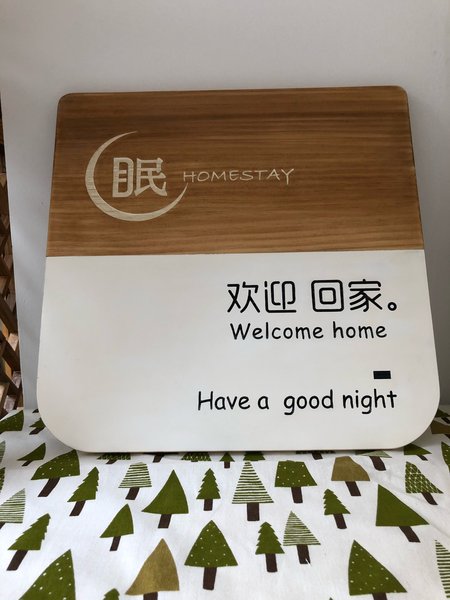 眠 HOMESTAY
欢迎 回家。
Welcome home
Have a good night